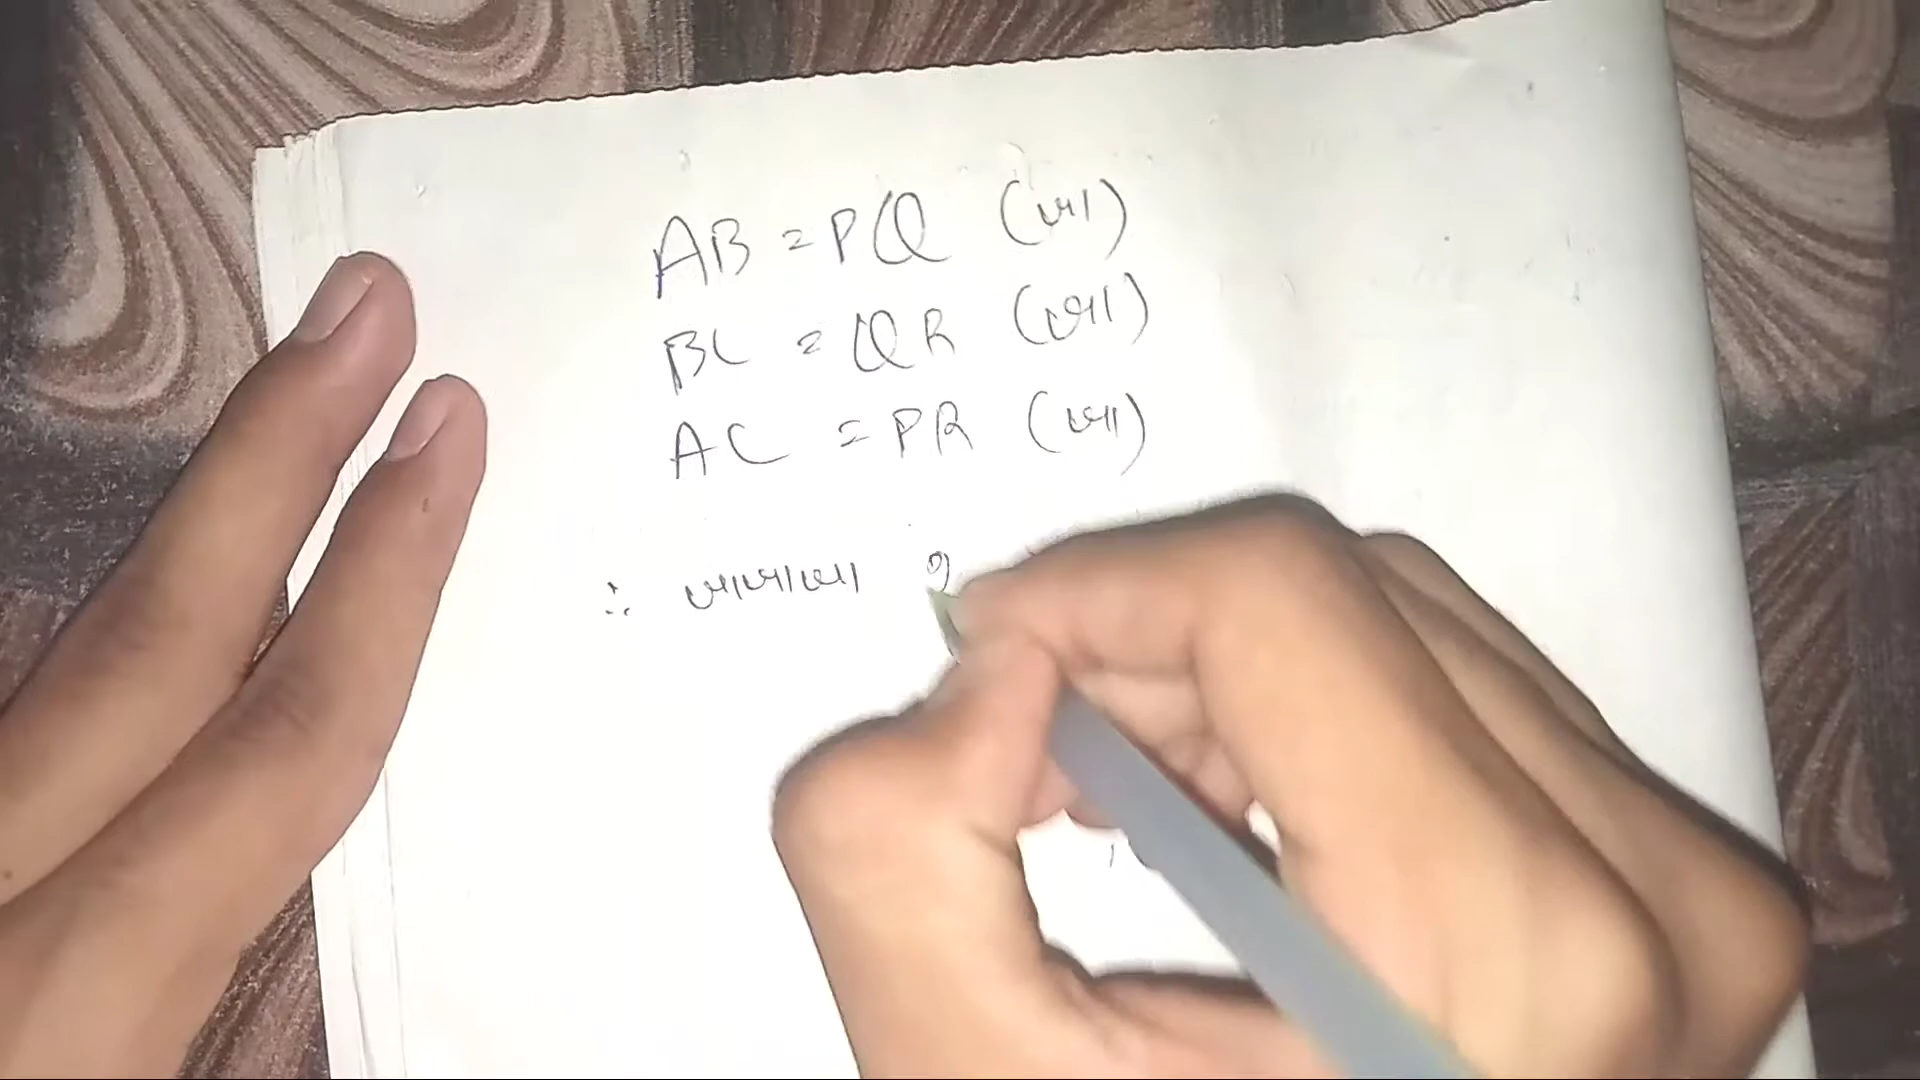 AB = PQ (બા)
BC = QR (બા)
AC = PR (બા)
∴ બાબાબા